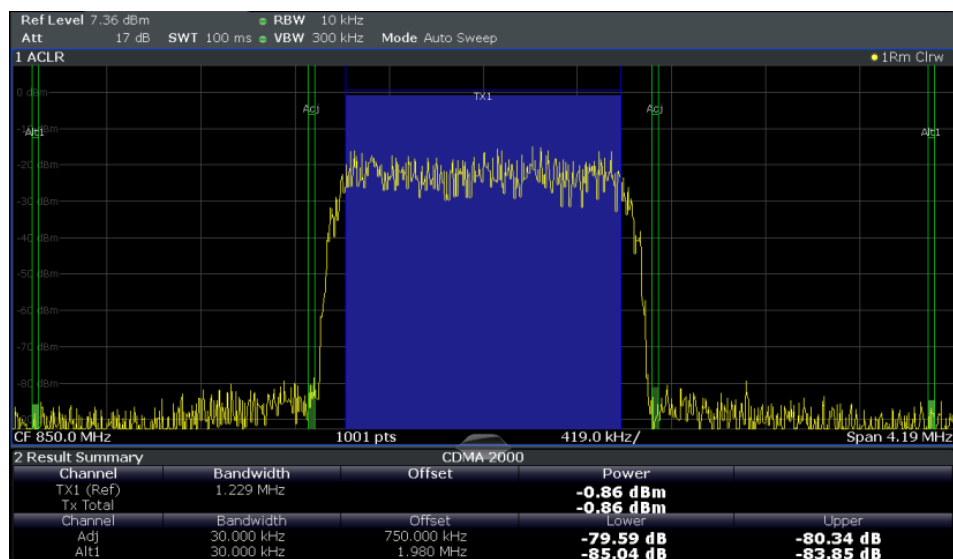 Ref Level 7.36 dBm RBW 10 kHz
Att 17 dB SWT 100 ms VBW 300 kHz Mode Auto Sweep
1 ACLR 1Rm Clrw
0 dBm
TX1
Adj Adj
-10 dBm
Alt1 Alt1
-20 dBm
-30 dBm
-40 dBm
-50 dBm
-60 dBm
-70 dBm
-80 dBm
CF 850.0 MHz 1001 pts 419.0 kHz/ Span 4.19 MHz
2 Result Summary CDMA 2000
Channel Bandwidth Offset Power
TX1 (Ref) 1.229 MHz -0.86 dBm
Tx Total -0.86 dBm
Channel Bandwidth Offset Lower Upper
Adj 30.000 kHz 750.000 kHz -79.59 dB -80.34 dB
Alt1 30.000 kHz 1.980 MHz -85.04 dB -83.85 dB